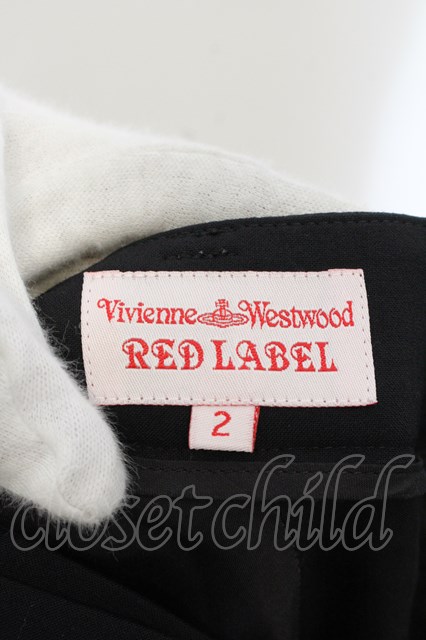 Vivienne Westwood
RED LABEL
2
closetchild